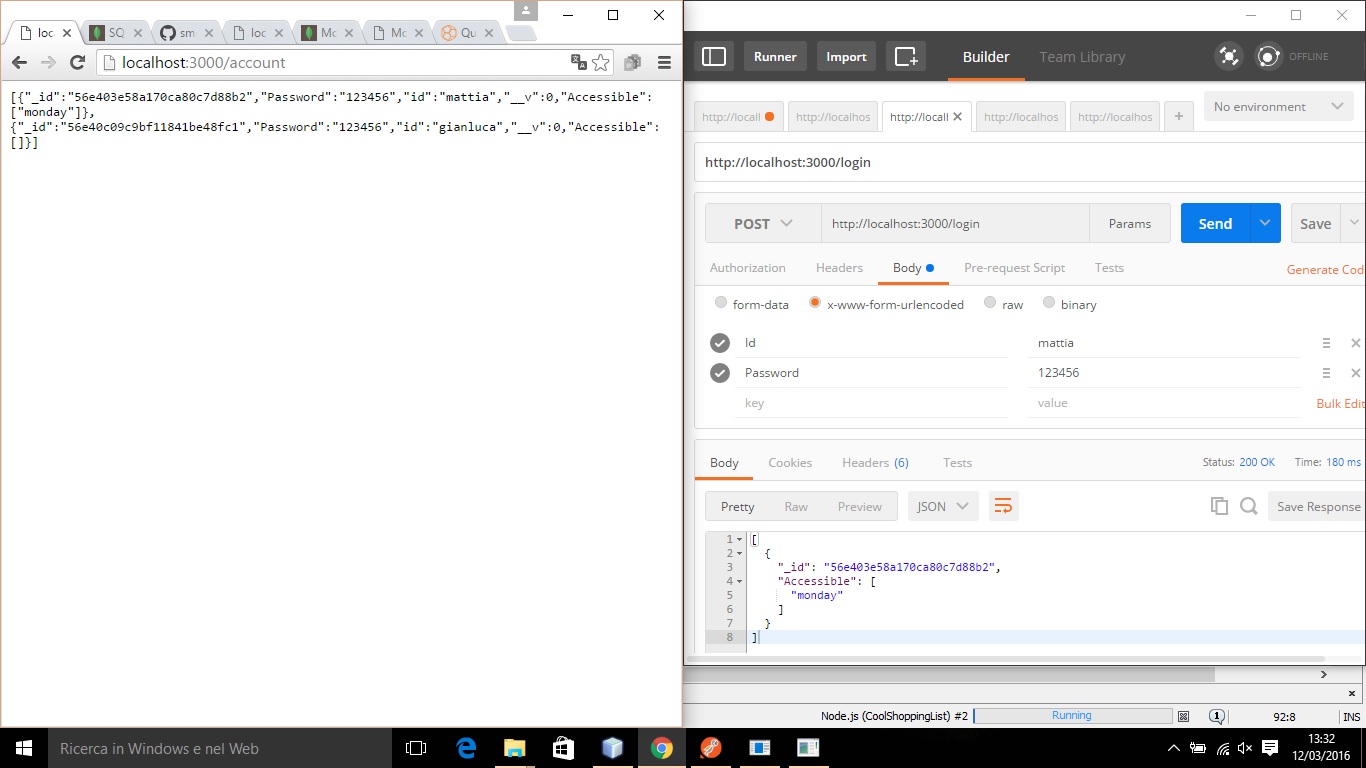 loc
SQ
sm
loc
Mc
Mc
Qu
localhost:3000/account
[{"_id":"56e403e58a170ca80c7d88b2","Password":"123456","id":"mattia","__v":0,"Accessible":
["monday"]},
{"_id":"56e40c09c9bf11841be48fc1","Password":"123456","id":"gianluca","__v":0,"Accessible":
[]}]
Runner
Import
Builder
Team Library
OFFLINE
http://locall
http://localhos
http://locall
http://localhos
http://localhos
+
No environment
http://localhost:3000/login
POST
http://localhost:3000/login
Params
Send
Save
Authorization
Headers
Body
Pre-request Script
Tests
Generate Cod
form-data
x-www-form-urlencoded
raw
binary
Id
mattia
Password
123456
key
value
Bulk Edit
Body
Cookies
Headers (6)
Tests
Status: 200 OK
Time: 180 ms
Pretty
Raw
Preview
JSON
Save Response
1 [
2 {
3 "_id": "56e403e58a170ca80c7d88b2",
4 "Accessible": [
5 "monday"
6 ]
7 }
8 ]
Node.js (CoolShoppingList) #2
Running
1
92:8
INS
Ricerca in Windows e nel Web
13:32
12/03/2016